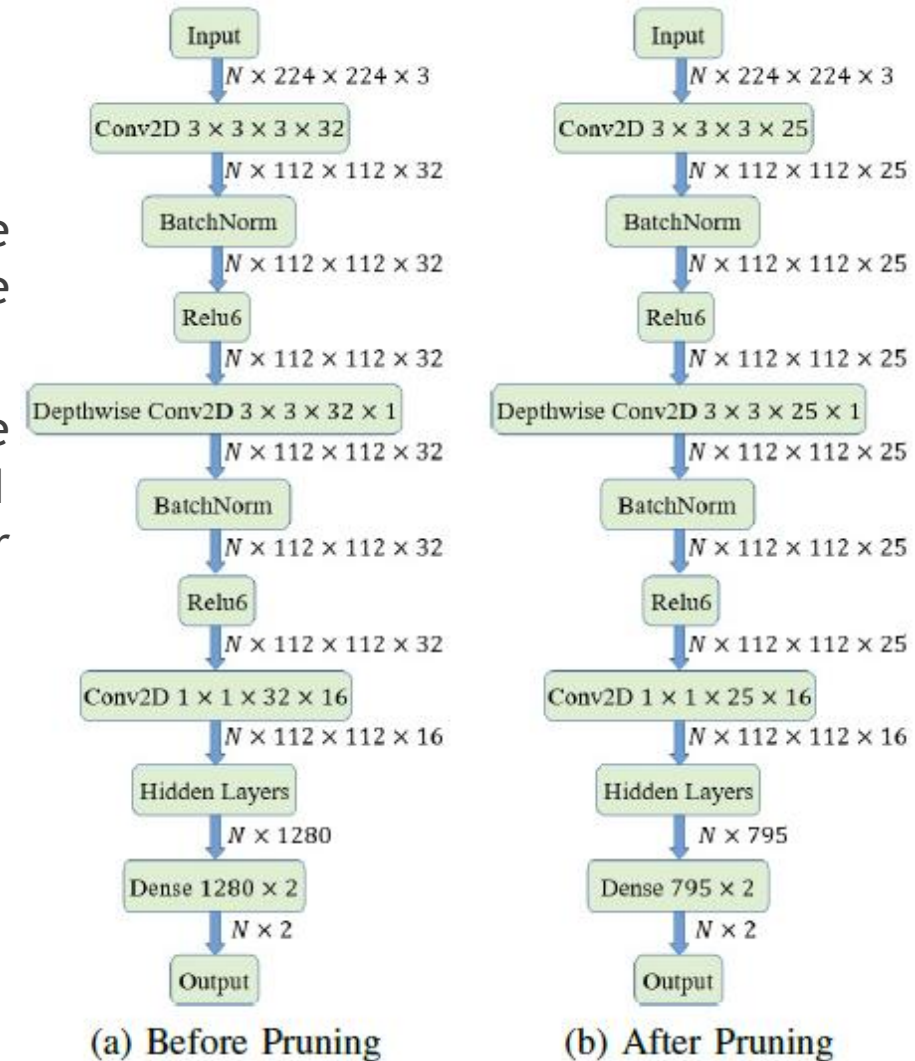 Input
N × 224 × 224 × 3
Conv2D 3 × 3 × 3 × 32
N × 112 × 112 × 32
BatchNorm
N × 112 × 112 × 32
Relu6
N × 112 × 112 × 32
Depthwise Conv2D 3 × 3 × 32 × 1
N × 112 × 112 × 32
BatchNorm
N × 112 × 112 × 32
Relu6
N × 112 × 112 × 32
Conv2D 1 × 1 × 32 × 16
N × 112 × 112 × 16
Hidden Layers
N × 1280
Dense 1280 × 2
N × 2
Output
(a) Before Pruning
Input
N × 224 × 224 × 3
Conv2D 3 × 3 × 3 × 25
N × 112 × 112 × 25
BatchNorm
N × 112 × 112 × 25
Relu6
N × 112 × 112 × 25
Depthwise Conv2D 3 × 3 × 25 × 1
N × 112 × 112 × 25
BatchNorm
N × 112 × 112 × 25
Relu6
N × 112 × 112 × 25
Conv2D 1 × 1 × 25 × 16
N × 112 × 112 × 16
Hidden Layers
N × 795
Dense 795 × 2
N × 2
Output
(b) After Pruning